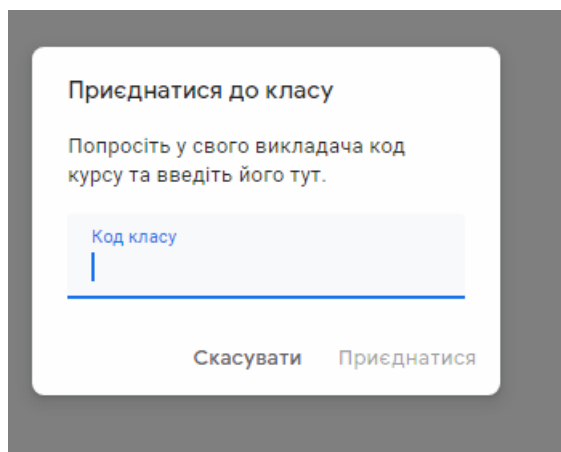 Приєднатися до класу
Попросіть у свого викладача код
курсу та введіть його тут.
Код класу
Скасувати Приєднатися